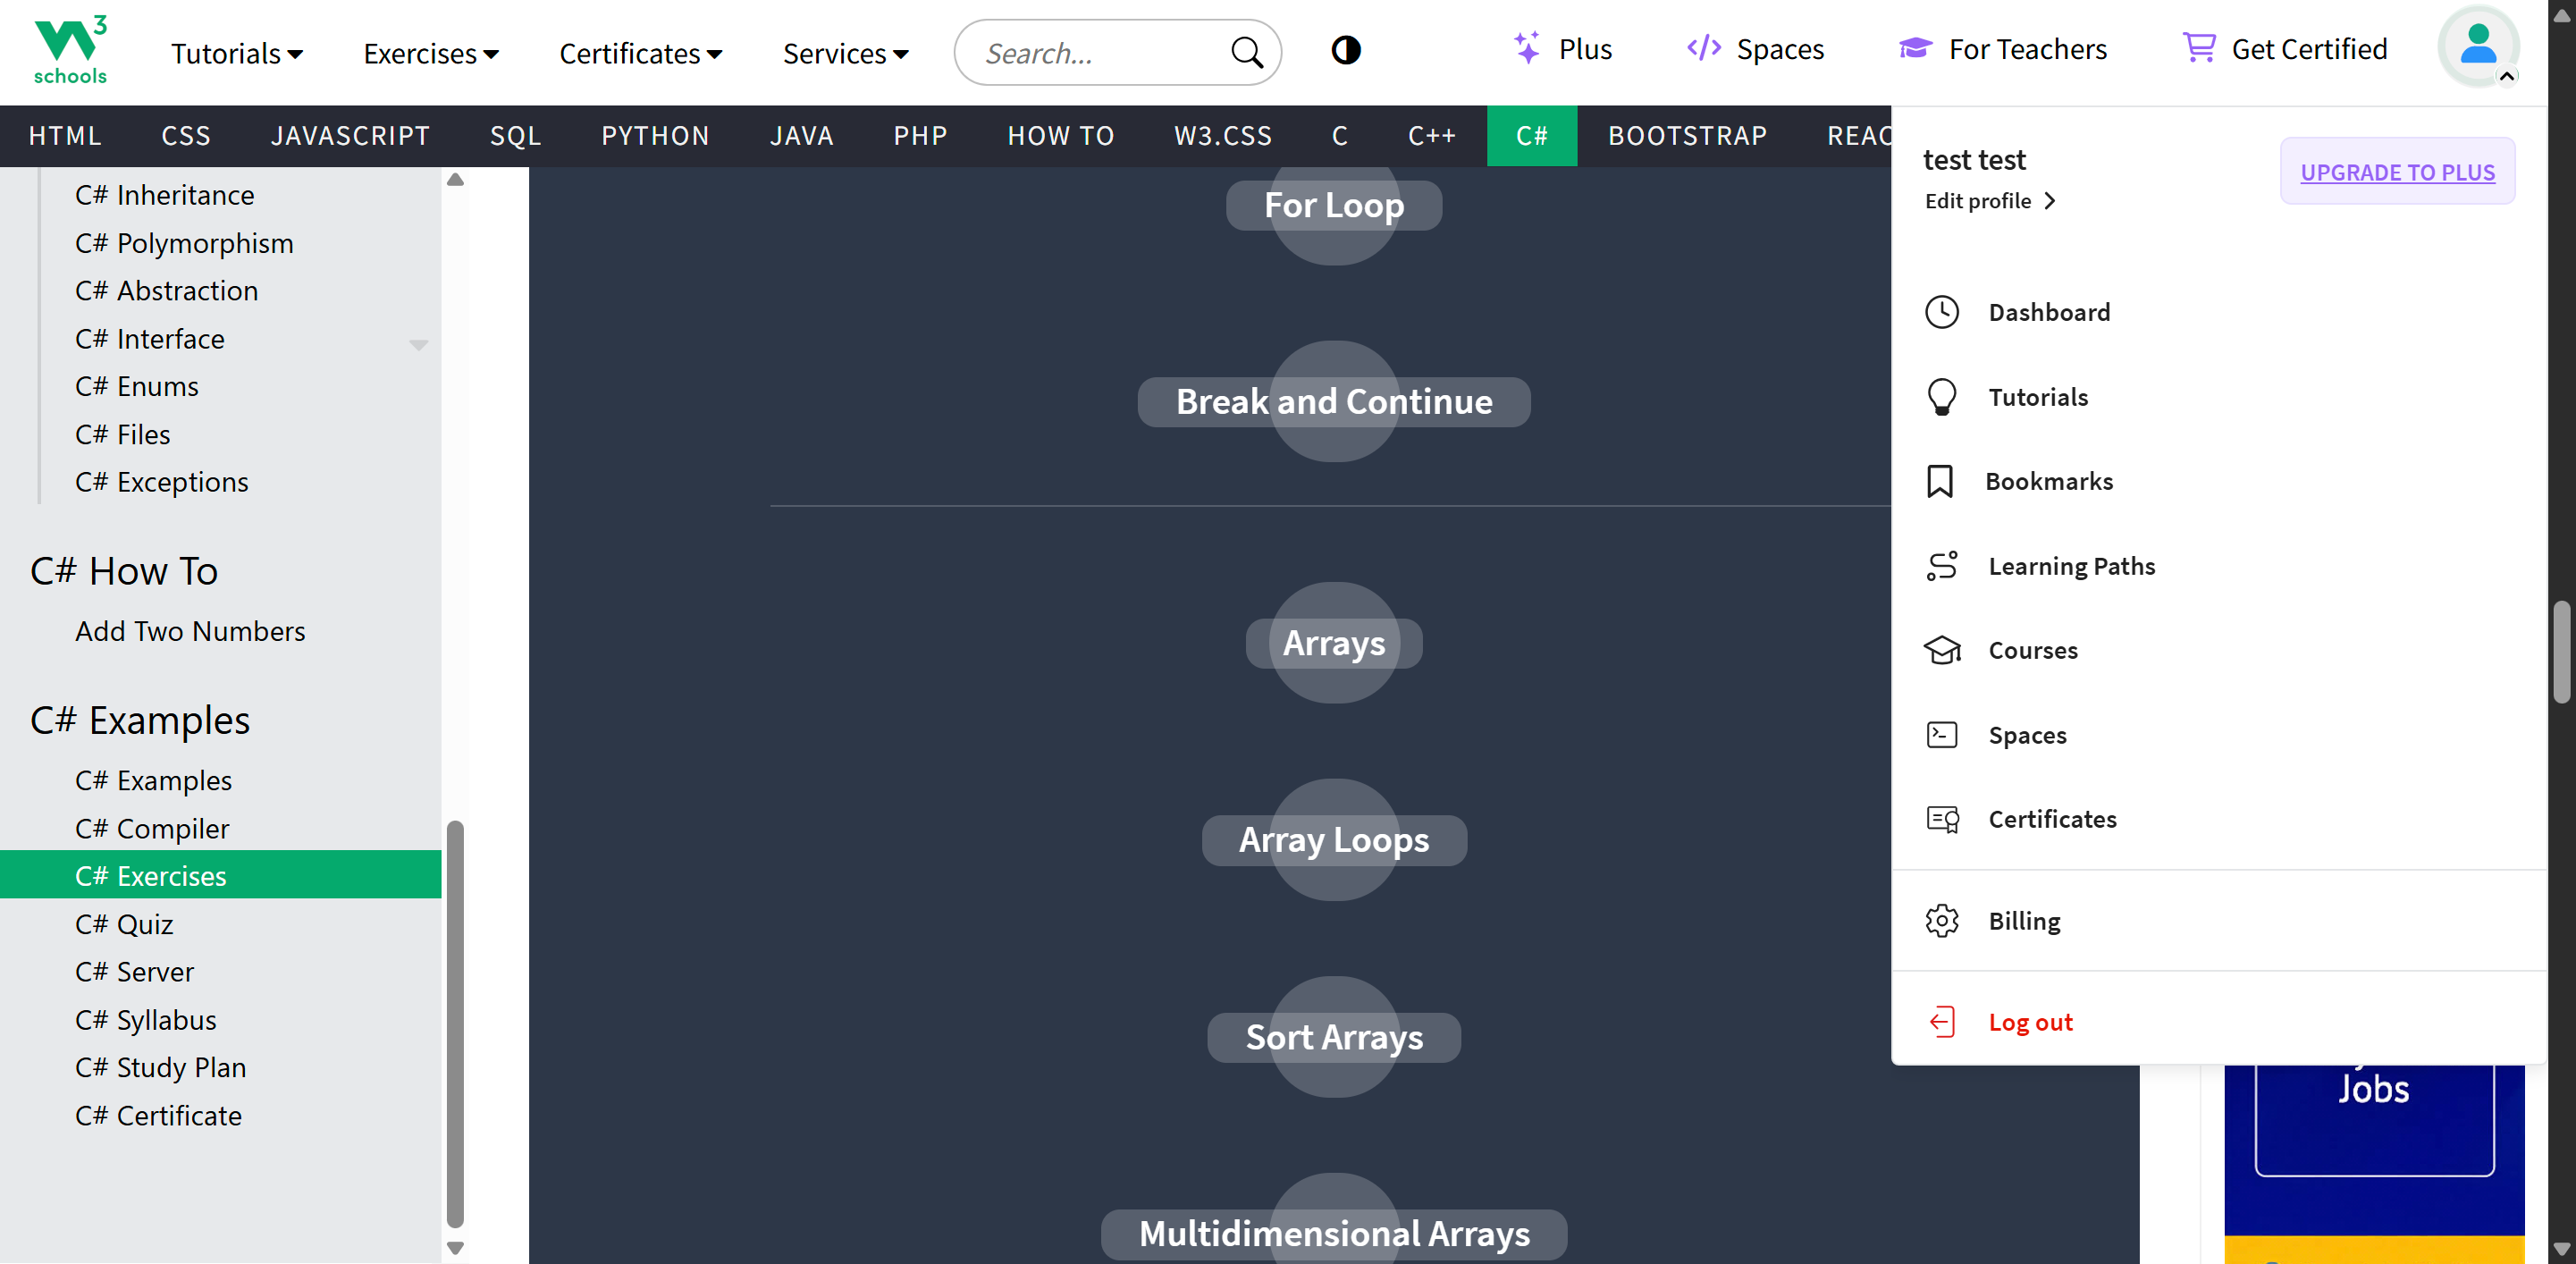 3
schools
Tutorials
Exercises
Certificates
Services
Search...
Plus
Spaces
For Teachers
Get Certified
HTML
CSS
JAVASCRIPT
SQL
PYTHON
JAVA
PHP
HOW TO
W3.CSS
C
C++
C#
BOOTSTRAP
REAC
C# Inheritance
C# Polymorphism
C# Abstraction
C# Interface
C# Enums
C# Files
C# Exceptions
C# How To
Add Two Numbers
C# Examples
C# Examples
C# Compiler
C# Exercises
C# Quiz
C# Server
C# Syllabus
C# Study Plan
C# Certificate
For Loop
Break and Continue
Arrays
Array Loops
Sort Arrays
Multidimensional Arrays
test test
Edit profile
UPGRADE TO PLUS
Dashboard
Tutorials
Bookmarks
Learning Paths
Courses
Spaces
Certificates
Billing
Log out
Jobs